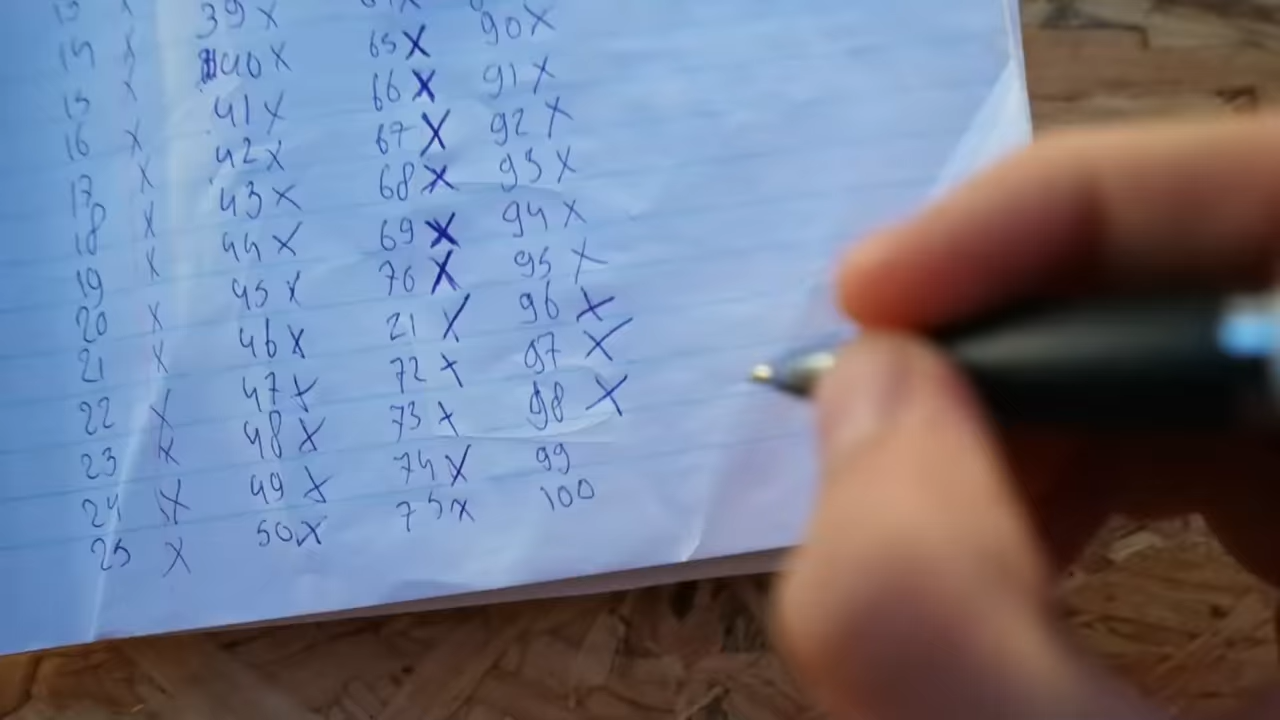 39 X 90 X
14 X 40 X 65 X 91 X
15 X 41 X 66 X 92 X
16 X 42 X 67 X 93 X
17 X 43 X 68 X 94 X
18 X 44 X 69 X 95 X
19 X 45 X 70 X 96 X
20 X 46 X 21 X 97 X
21 X 47 X 72 X 98 X
22 X 48 X 73 X 99
23 X 49 X 74 X 100
24 X 50 X 75 X
25 X